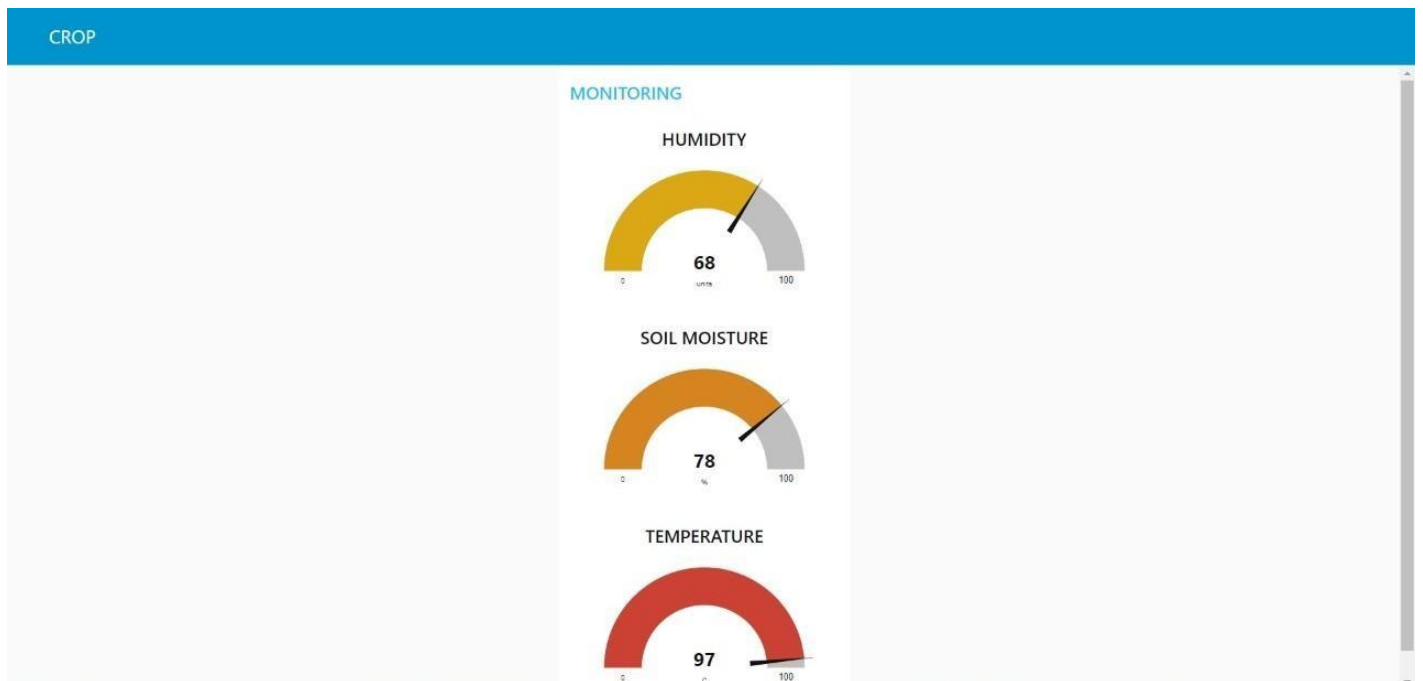 CROP
MONITORING
HUMIDITY
68
0 units 100
SOIL MOISTURE
78
0 % 100
TEMPERATURE
97
0 C 100